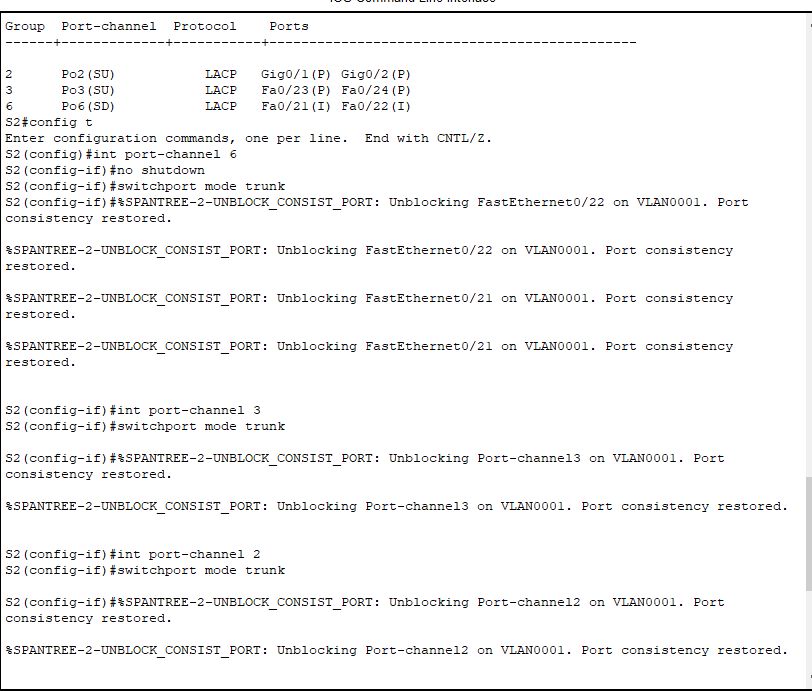 Group  Port-channel  Protocol    Ports
------+-------------+-----------+----------------------------------------------
2      Po2(SU)           LACP   Gig0/1(P) Gig0/2(P)
3      Po3(SU)           LACP   Fa0/23(P) Fa0/24(P)
6      Po6(SD)           LACP   Fa0/21(I) Fa0/22(I)
S2#config t
Enter configuration commands, one per line.  End with CNTL/Z.
S2(config)#int port-channel 6
S2(config-if)#no shutdown
S2(config-if)#switchport mode trunk
S2(config-if)#%SPANTREE-2-UNBLOCK_CONSIST_PORT: Unblocking FastEthernet0/22 on VLAN0001. Port
consistency restored.
%SPANTREE-2-UNBLOCK_CONSIST_PORT: Unblocking FastEthernet0/22 on VLAN0001. Port consistency
restored.
%SPANTREE-2-UNBLOCK_CONSIST_PORT: Unblocking FastEthernet0/21 on VLAN0001. Port consistency
restored.
%SPANTREE-2-UNBLOCK_CONSIST_PORT: Unblocking FastEthernet0/21 on VLAN0001. Port consistency
restored.
S2(config-if)#int port-channel 3
S2(config-if)#switchport mode trunk
S2(config-if)#%SPANTREE-2-UNBLOCK_CONSIST_PORT: Unblocking Port-channel3 on VLAN0001. Port
consistency restored.
%SPANTREE-2-UNBLOCK_CONSIST_PORT: Unblocking Port-channel3 on VLAN0001. Port consistency restored.
S2(config-if)#int port-channel 2
S2(config-if)#switchport mode trunk
S2(config-if)#%SPANTREE-2-UNBLOCK_CONSIST_PORT: Unblocking Port-channel2 on VLAN0001. Port
consistency restored.
%SPANTREE-2-UNBLOCK_CONSIST_PORT: Unblocking Port-channel2 on VLAN0001. Port consistency restored.